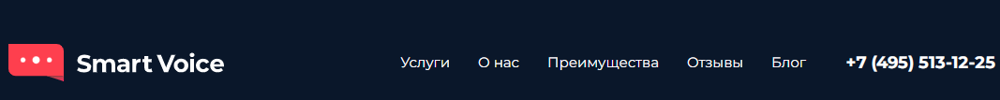 Smart Voice Услуги О нас Преимущества Отзывы Блог +7 (495) 513-12-25